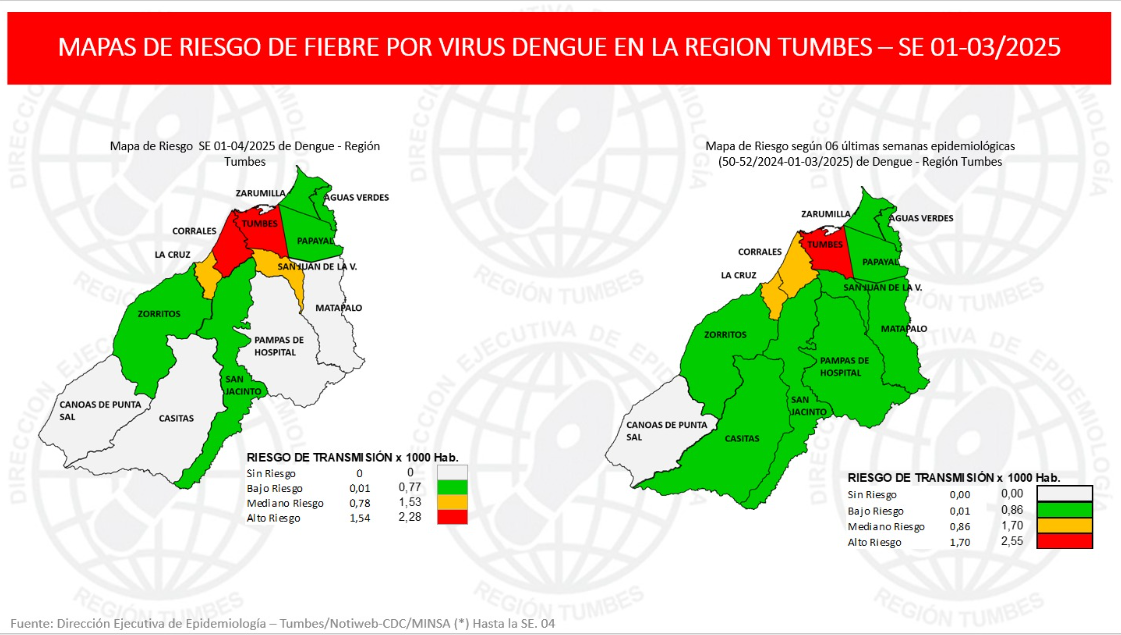 MAPAS DE RIESGO DE FIEBRE POR VIRUS DENGUE EN LA REGION TUMBES – SE 01-03/2025
Mapa de Riesgo SE 01-04/2025 de Dengue - Región
Tumbes
ZARUMILLA
AGUAS VERDES
TUMBES
CORRALES
PAPAYAL
LA CRUZ
SAN JUAN DE LA V.
MATAPALO
ZORRITOS
PAMPAS DE
HOSPITAL
SAN
JACINTO
CANOAS DE PUNTA
SAL
CASITAS
RIESGO DE TRANSMISIÓN x 1000 Hab.
Sin Riesgo 0 0
Bajo Riesgo 0,01 0,77
Mediano Riesgo 0,78 1,53
Alto Riesgo 1,54 2,28
Mapa de Riesgo según 06 últimas semanas epidemiológicas
(50-52/2024-01-03/2025) de Dengue - Región Tumbes
ZARUMILLA
AGUAS VERDES
TUMBES
CORRALES
PAPAYAL
LA CRUZ
SAN JUAN DE LA V.
MATAPALO
ZORRITOS
PAMPAS DE
HOSPITAL
SAN
JACINTO
CANOAS DE PUNTA
SAL
CASITAS
RIESGO DE TRANSMISIÓN x 1000 Hab.
Sin Riesgo 0,00 0,00
Bajo Riesgo 0,01 0,86
Mediano Riesgo 0,86 1,70
Alto Riesgo 1,70 2,55
REGIÓN TUMBES
REGIÓN TUMBES
REGIÓN TUMBES
Fuente: Dirección Ejecutiva de Epidemiología – Tumbes/Notiweb-CDC/MINSA (*) Hasta la SE. 04